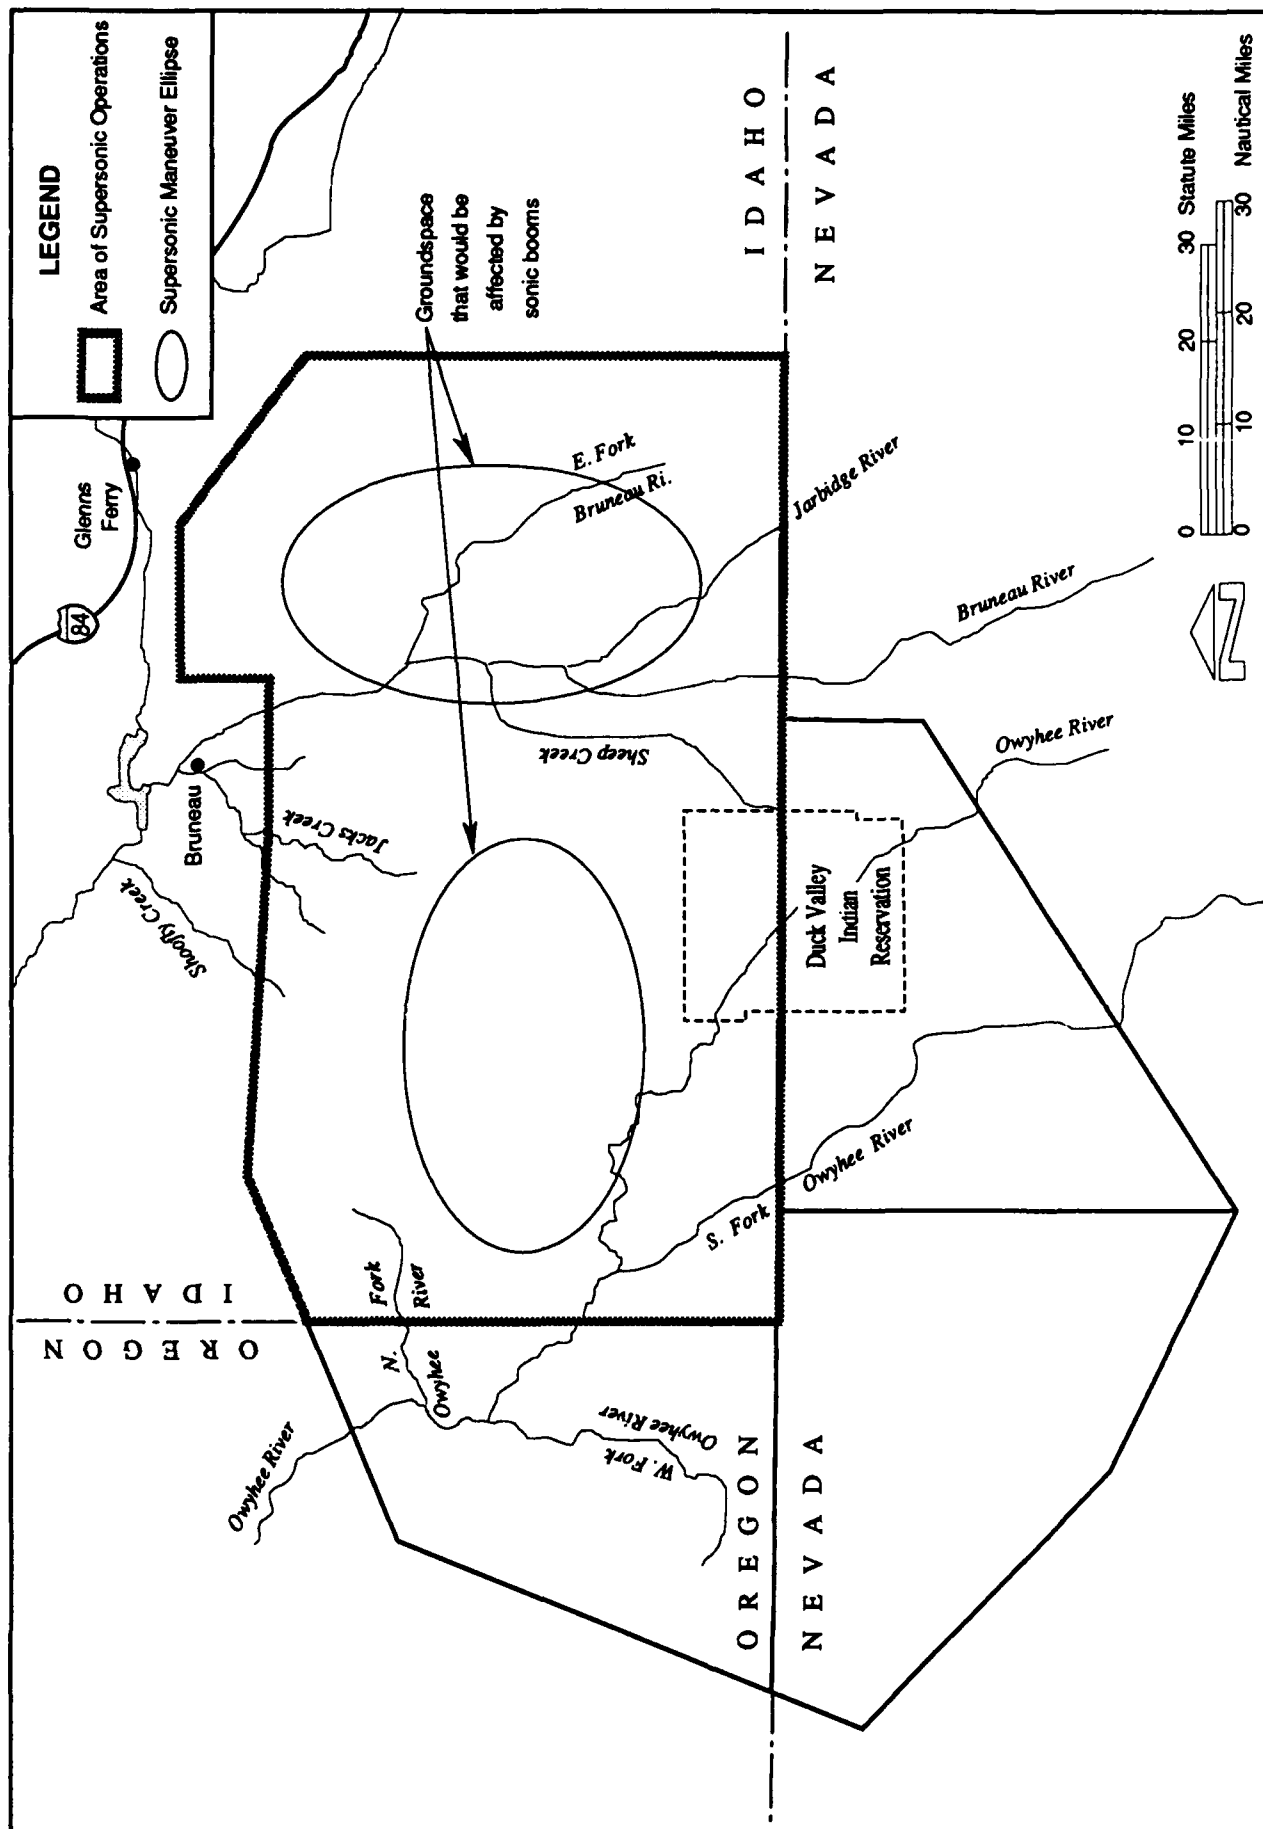 LEGEND
Area of Supersonic Operations
Supersonic Maneuver Ellipse
84
Glenns
Ferry
Bruneau
Shoofly Creek
Jacks Creek
Groundspace
that would be
affected by
sonic booms
E. Fork
Bruneau Ri.
Jarbidge River
Sheep Creek
Bruneau River
Owyhee River
Duck Valley
Indian
Reservation
OREGON
IDAHO
N. Fork
Owyhee River
Owyhee River
W. Fork
Owyhee River
S. Fork
Owyhee River
OREGON
NEVADA
IDAHO
NEVADA
0 10 20 30 Statute Miles
0 10 20 30 Nautical Miles
N